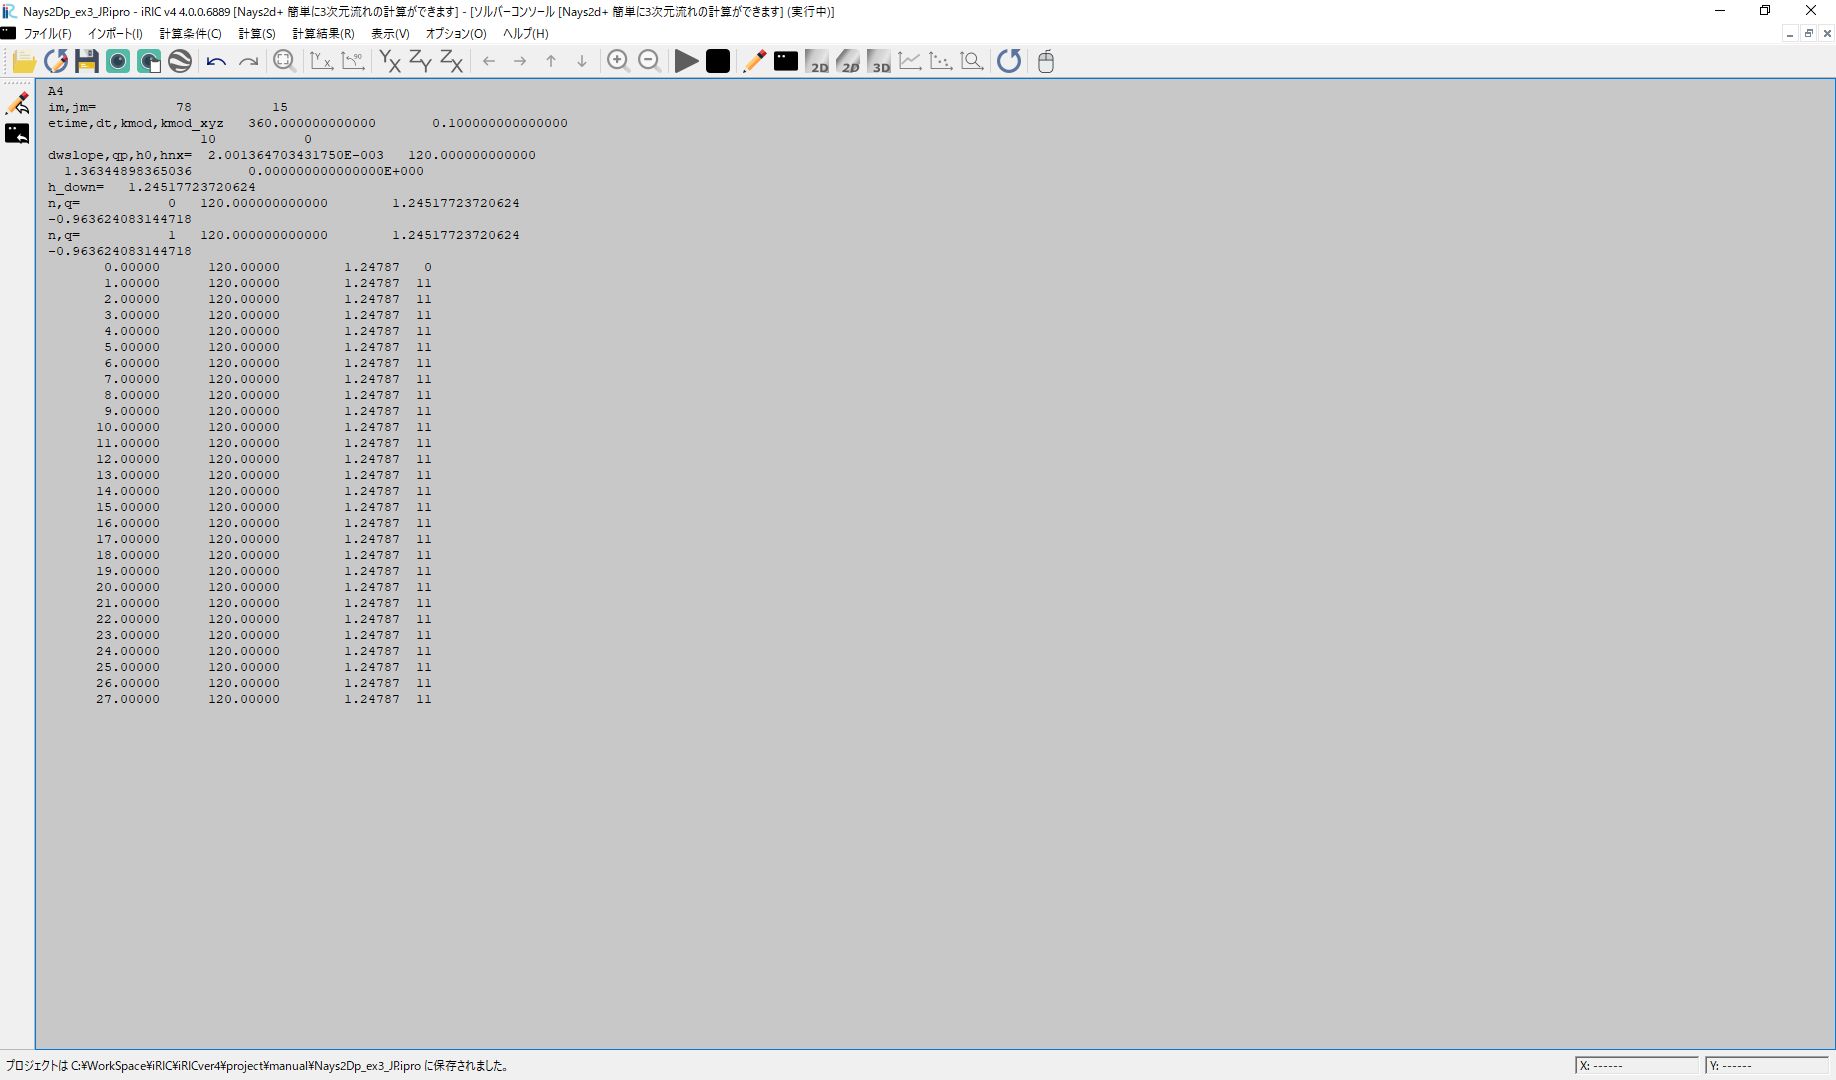 Nays2Dp_ex3_JP.ipro - iRIC v4 4.0.0.6889 [Nays2d+ 簡単に3次元流れの計算ができます] - [ソルバーコンソール [Nays2d+ 簡単に3次元流れの計算ができます] (実行中)]
ファイル(F) インポート(I) 計算条件(C) 計算(S) 計算結果(R) 表示(V) オプション(O) ヘルプ(H)
2D 2D 3D
A4
im,jm= 78 15
etime,dt,kmod,kmod_xyz 360.000000000000 0.100000000000000
10 0
dwslope,qp,h0,hnx= 2.001364703431750E-003 120.000000000000
1.36344898365036 0.000000000000000E+000
h_down= 1.24517723720624
n,q= 0 120.000000000000 1.24517723720624
-0.963624083144718
n,q= 1 120.000000000000 1.24517723720624
-0.963624083144718
0.00000 120.00000 1.24787 0
1.00000 120.00000 1.24787 11
2.00000 120.00000 1.24787 11
3.00000 120.00000 1.24787 11
4.00000 120.00000 1.24787 11
5.00000 120.00000 1.24787 11
6.00000 120.00000 1.24787 11
7.00000 120.00000 1.24787 11
8.00000 120.00000 1.24787 11
9.00000 120.00000 1.24787 11
10.00000 120.00000 1.24787 11
11.00000 120.00000 1.24787 11
12.00000 120.00000 1.24787 11
13.00000 120.00000 1.24787 11
14.00000 120.00000 1.24787 11
15.00000 120.00000 1.24787 11
16.00000 120.00000 1.24787 11
17.00000 120.00000 1.24787 11
18.00000 120.00000 1.24787 11
19.00000 120.00000 1.24787 11
20.00000 120.00000 1.24787 11
21.00000 120.00000 1.24787 11
22.00000 120.00000 1.24787 11
23.00000 120.00000 1.24787 11
24.00000 120.00000 1.24787 11
25.00000 120.00000 1.24787 11
26.00000 120.00000 1.24787 11
27.00000 120.00000 1.24787 11
プロジェクトは C:¥WorkSpace¥iRIC¥iRICver4¥project¥manual¥Nays2Dp_ex3_JP.ipro に保存されました。 X: ------ Y: ------